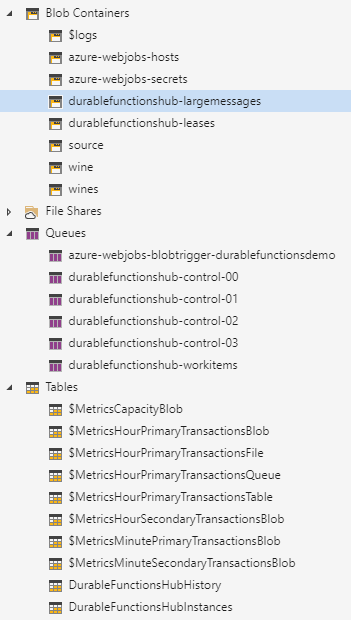 Blob Containers
$logs
azure-webjobs-hosts
azure-webjobs-secrets
durablefunctionshub-largemessages
durablefunctionshub-leases
source
wine
wines
File Shares
Queues
azure-webjobs-blobtrigger-durablefunctionsdemo
durablefunctionshub-control-00
durablefunctionshub-control-01
durablefunctionshub-control-02
durablefunctionshub-control-03
durablefunctionshub-workitems
Tables
$MetricsCapacityBlob
$MetricsHourPrimaryTransactionsBlob
$MetricsHourPrimaryTransactionsFile
$MetricsHourPrimaryTransactionsQueue
$MetricsHourPrimaryTransactionsTable
$MetricsHourSecondaryTransactionsBlob
$MetricsMinutePrimaryTransactionsBlob
$MetricsMinuteSecondaryTransactionsBlob
DurableFunctionsHubHistory
DurableFunctionsHubInstances